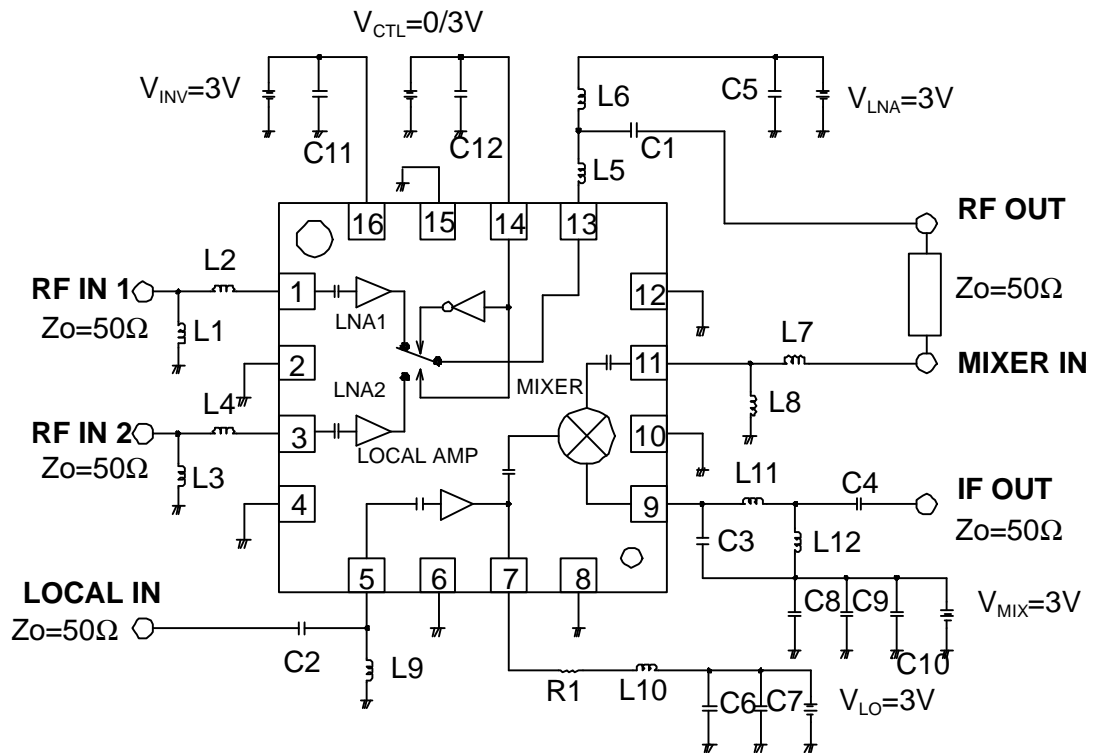 V_CTL=0/3V
V_INV=3V
C11
C12
L6
C5
V_LNA=3V
C1
L5
16
15
14
13
RF OUT
L2
RF IN 1
1
12
Zo=50Ω
L1
LNA1
Zo=50Ω
L7
2
11
MIXER IN
LNA2
MIXER
L4
L8
RF IN 2
3
10
Zo=50Ω
LOCAL AMP
L3
L11
C4
IF OUT
4
9
Zo=50Ω
C3
L12
5
6
7
8
LOCAL IN
C8
C9
V_MIX=3V
Zo=50Ω
C2
L9
C10
R1
L10
C6
C7
V_LO=3V